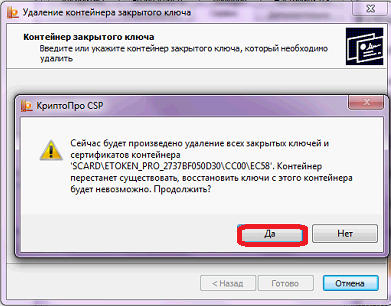 Удаление контейнера закрытого ключа
Контейнер закрытого ключа
Введите или укажите контейнер закрытого ключа, который необходимо
удалить
КриптоПро CSP
Сейчас будет произведено удаление всех закрытых ключей и
сертификатов контейнера
'SCARD\ETOKEN_PRO_2737BF050D30\CC00\EC58'. Контейнер
перестанет существовать, восстановить ключи с этого контейнера
будет невозможно. Продолжить?
Да
Нет
< Назад
Готово
Отмена